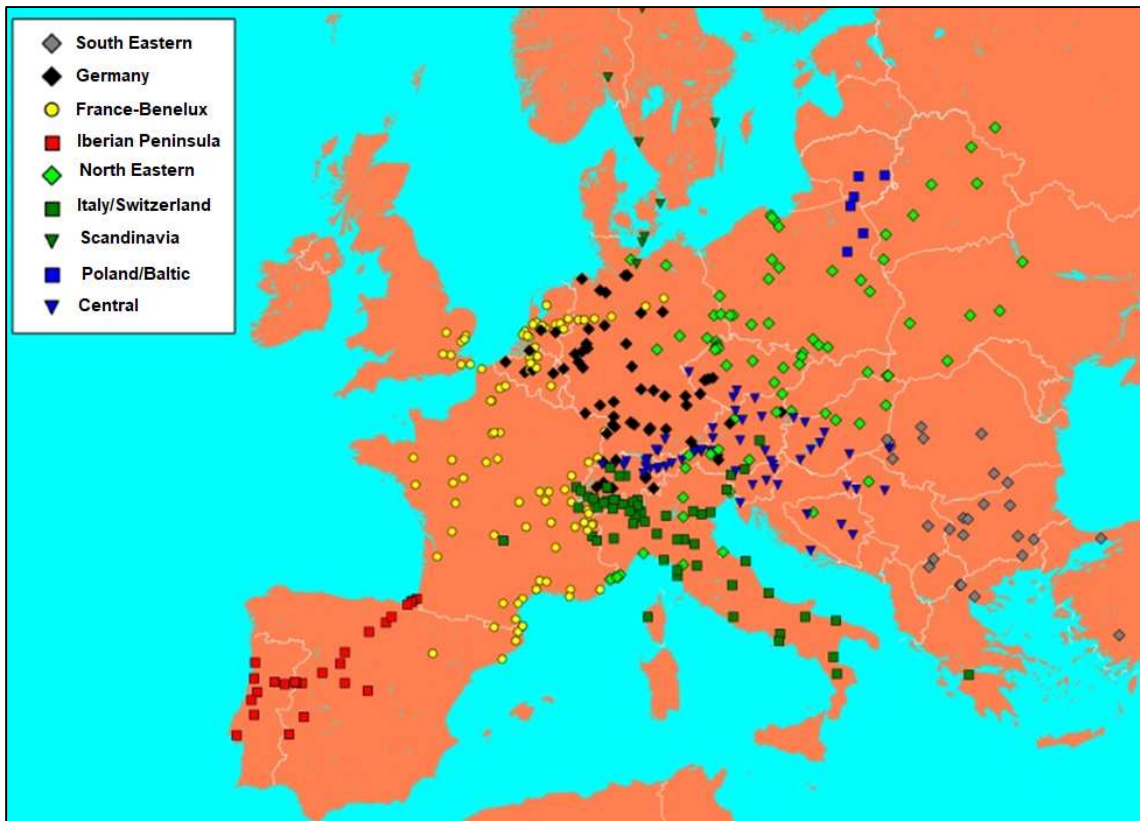 South Eastern
Germany
France-Benelux
Iberian Peninsula
North Eastern
Italy/Switzerland
Scandinavia
Poland/Baltic
Central